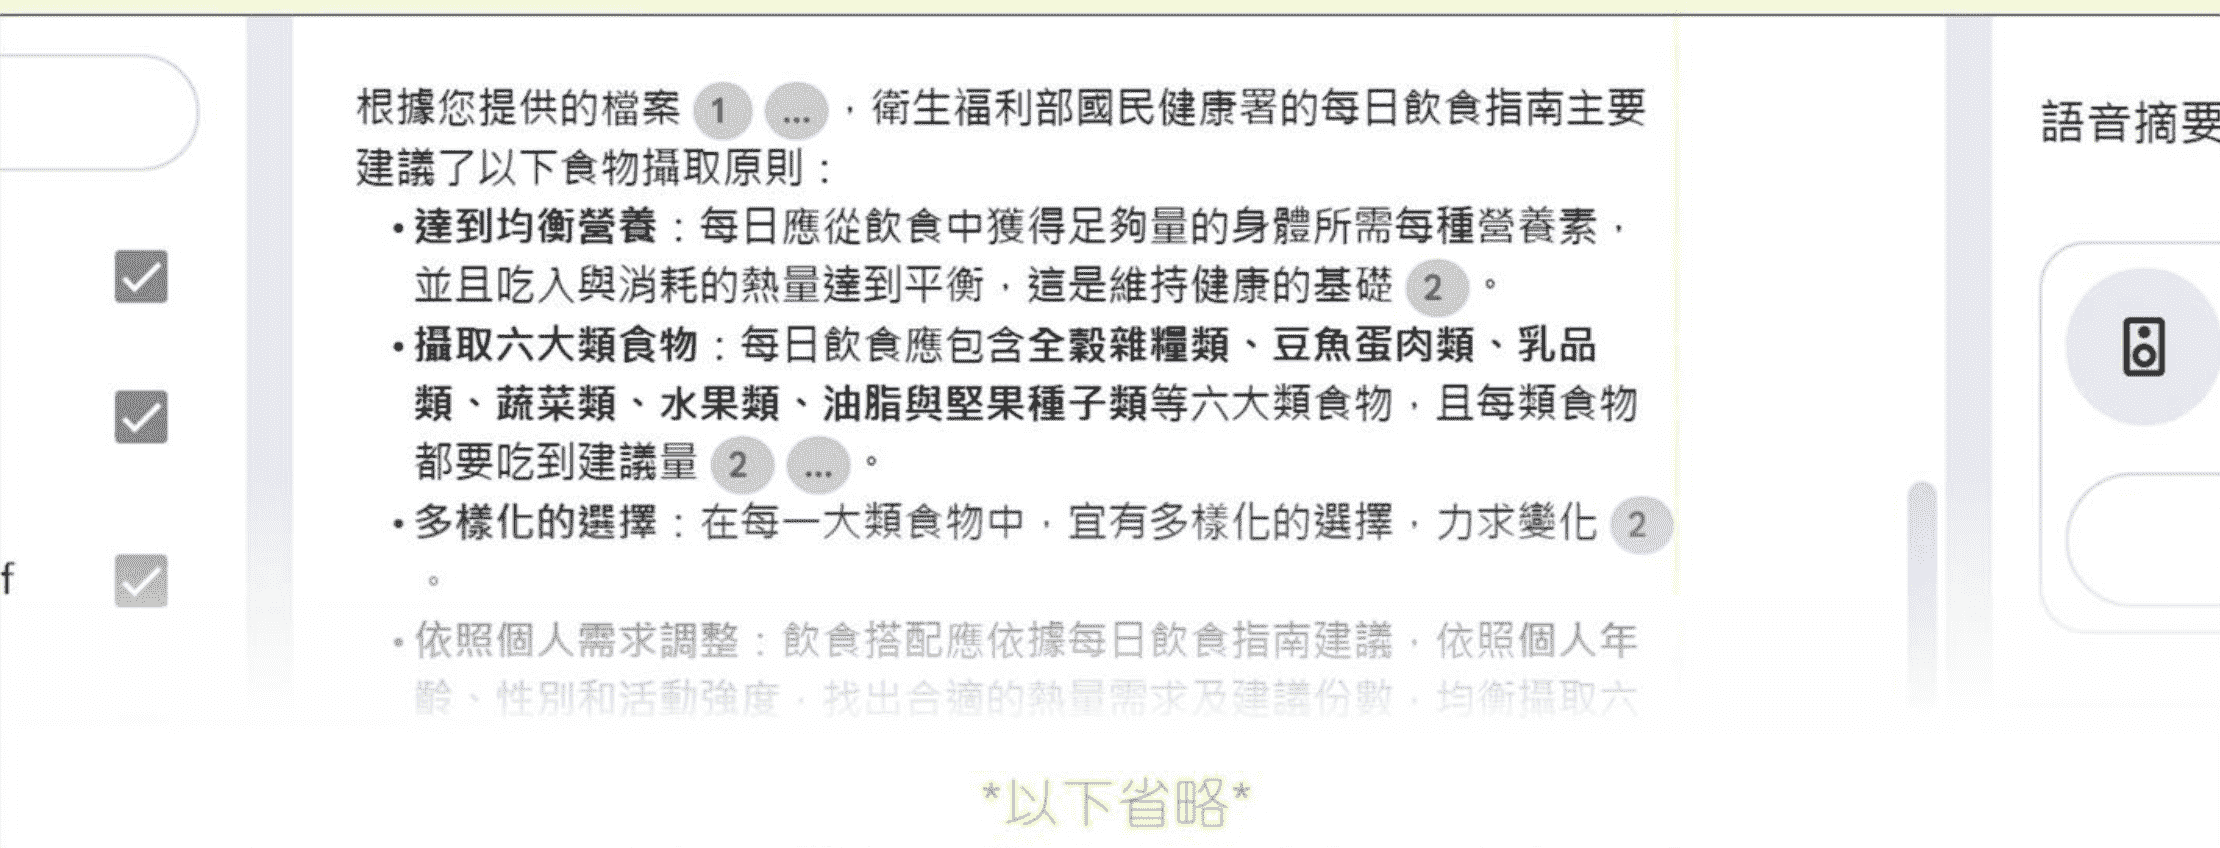 根據您提供的檔案 1 ... ，衛生福利部國民健康署的每日飲食指南主要
建議了以下食物攝取原則：
• 達到均衡營養：每日應從飲食中獲得足夠量的身體所需每種營養素，
並且吃入與消耗的熱量達到平衡，這是維持健康的基礎 2 。
• 攝取六大類食物：每日飲食應包含全穀雜糧類、豆魚蛋肉類、乳品
類、蔬菜類、水果類、油脂與堅果種子類等六大類食物，且每類食物
都要吃到建議量 2 ... 。
• 多樣化的選擇：在每一大類食物中，宜有多樣化的選擇，力求變化 2
。
• 依照個人需求調整：飲食搭配應依據每日飲食指南建議，依照個人年
齡、性別和活動強度，找出合適的熱量需求及建議份數，均衡攝取六
*以下省略*
f
語音摘要